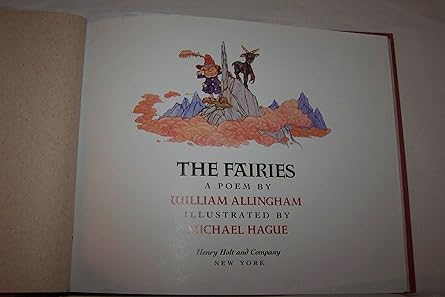 THE FAIRIES
A POEM BY
WILLIAM ALLINGHAM
ILLUSTRATED BY
MICHAEL HAGUE
Henry Holt and Company
NEW YORK